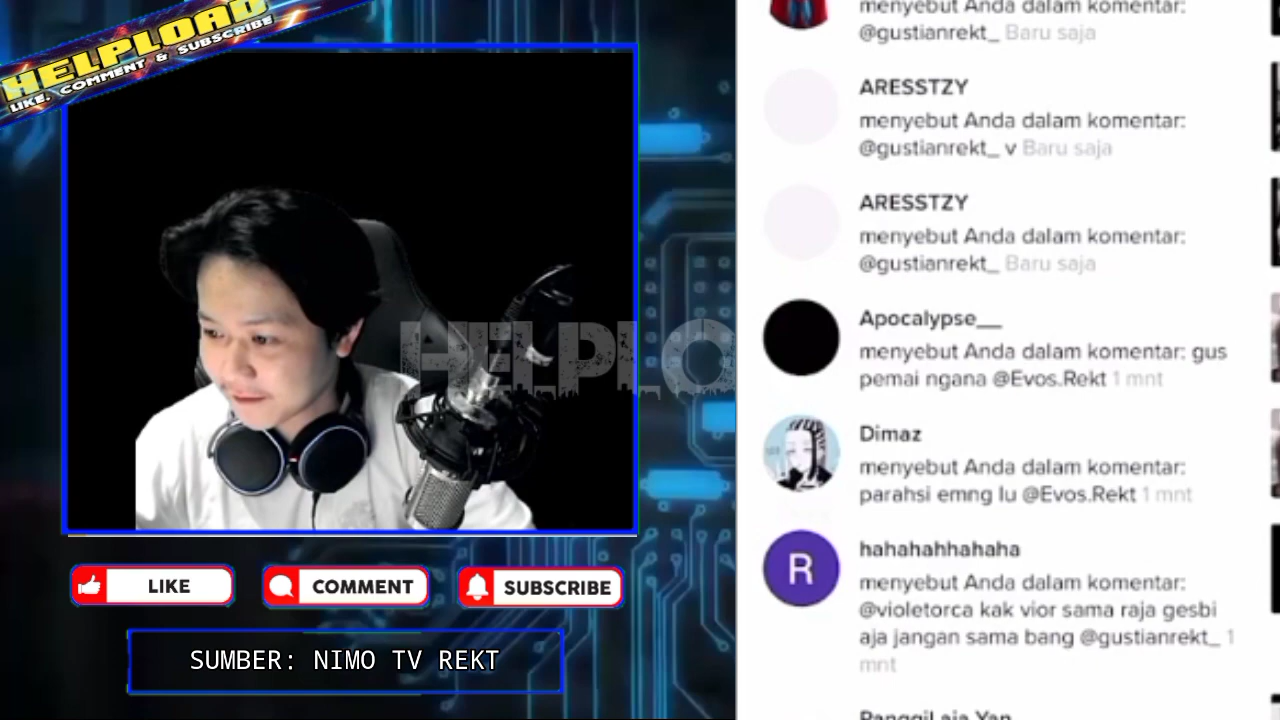 HELPLOAD
LIKE, COMMENT & SUBSCRIBE
HELPLO
LIKE
COMMENT
SUBSCRIBE
SUMBER: NIMO TV REKT
menyebut Anda dalam komentar:
@gustianrekt_ Baru saja
ARESSTZY
menyebut Anda dalam komentar:
@gustianrekt_ v Baru saja
ARESSTZY
menyebut Anda dalam komentar:
@gustianrekt_ Baru saja
Apocalypse__
menyebut Anda dalam komentar: gus
pemai ngana @Evos.Rekt 1 mnt
Dimaz
menyebut Anda dalam komentar:
parahsi emng lu @Evos.Rekt 1 mnt
R
hahahahhahaha
menyebut Anda dalam komentar:
@violetorca kak vior sama raja gesbi
aja jangan sama bang @gustianrekt_ 1
mnt